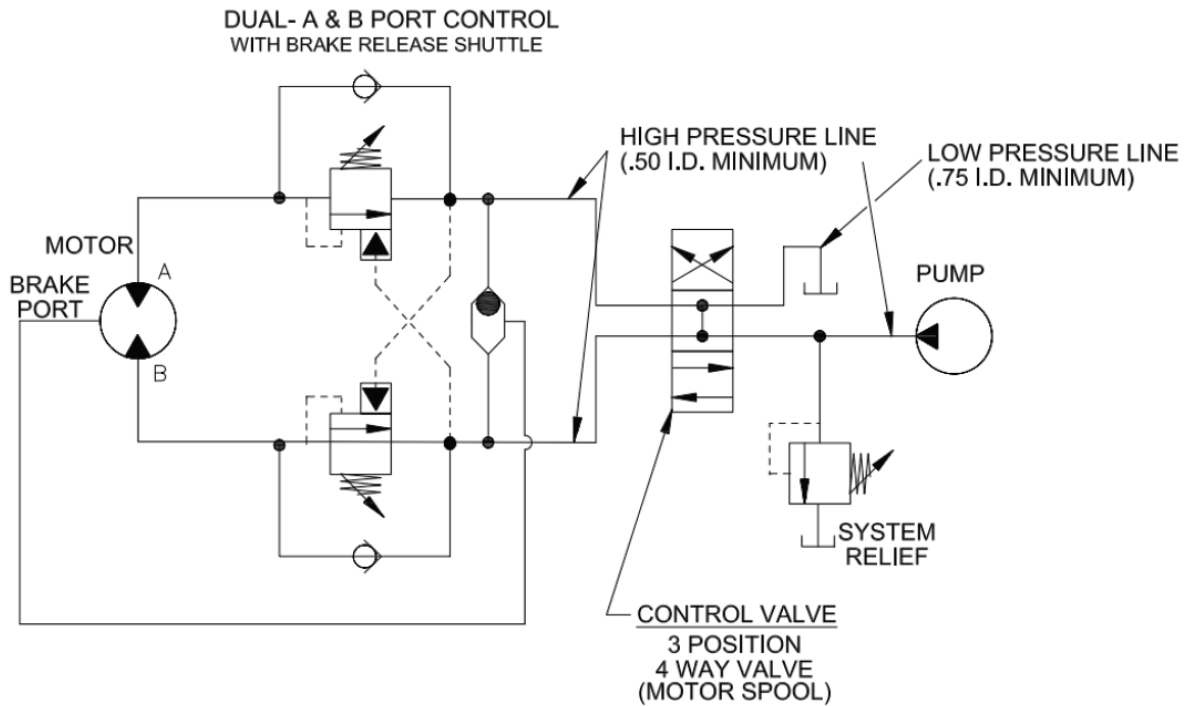 DUAL- A & B PORT CONTROL
WITH BRAKE RELEASE SHUTTLE
HIGH PRESSURE LINE
(.50 I.D. MINIMUM)
LOW PRESSURE LINE
(.75 I.D. MINIMUM)
MOTOR
A
BRAKE
PORT
B
PUMP
SYSTEM
RELIEF
CONTROL VALVE
3 POSITION
4 WAY VALVE
(MOTOR SPOOL)